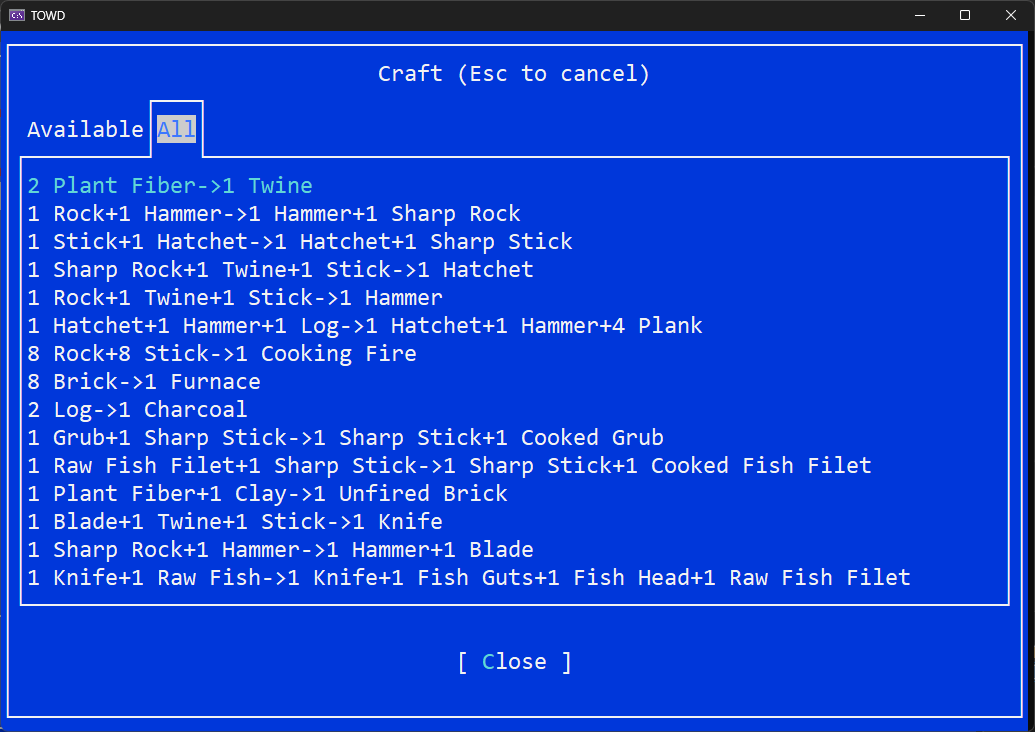 TOWD
Craft (Esc to cancel)
Available All
2 Plant Fiber->1 Twine
1 Rock+1 Hammer->1 Hammer+1 Sharp Rock
1 Stick+1 Hatchet->1 Hatchet+1 Sharp Stick
1 Sharp Rock+1 Twine+1 Stick->1 Hatchet
1 Rock+1 Twine+1 Stick->1 Hammer
1 Hatchet+1 Hammer+1 Log->1 Hatchet+1 Hammer+4 Plank
8 Rock+8 Stick->1 Cooking Fire
8 Brick->1 Furnace
2 Log->1 Charcoal
1 Grub+1 Sharp Stick->1 Sharp Stick+1 Cooked Grub
1 Raw Fish Filet+1 Sharp Stick->1 Sharp Stick+1 Cooked Fish Filet
1 Plant Fiber+1 Clay->1 Unfired Brick
1 Blade+1 Twine+1 Stick->1 Knife
1 Sharp Rock+1 Hammer->1 Hammer+1 Blade
1 Knife+1 Raw Fish->1 Knife+1 Fish Guts+1 Fish Head+1 Raw Fish Filet
[ Close ]